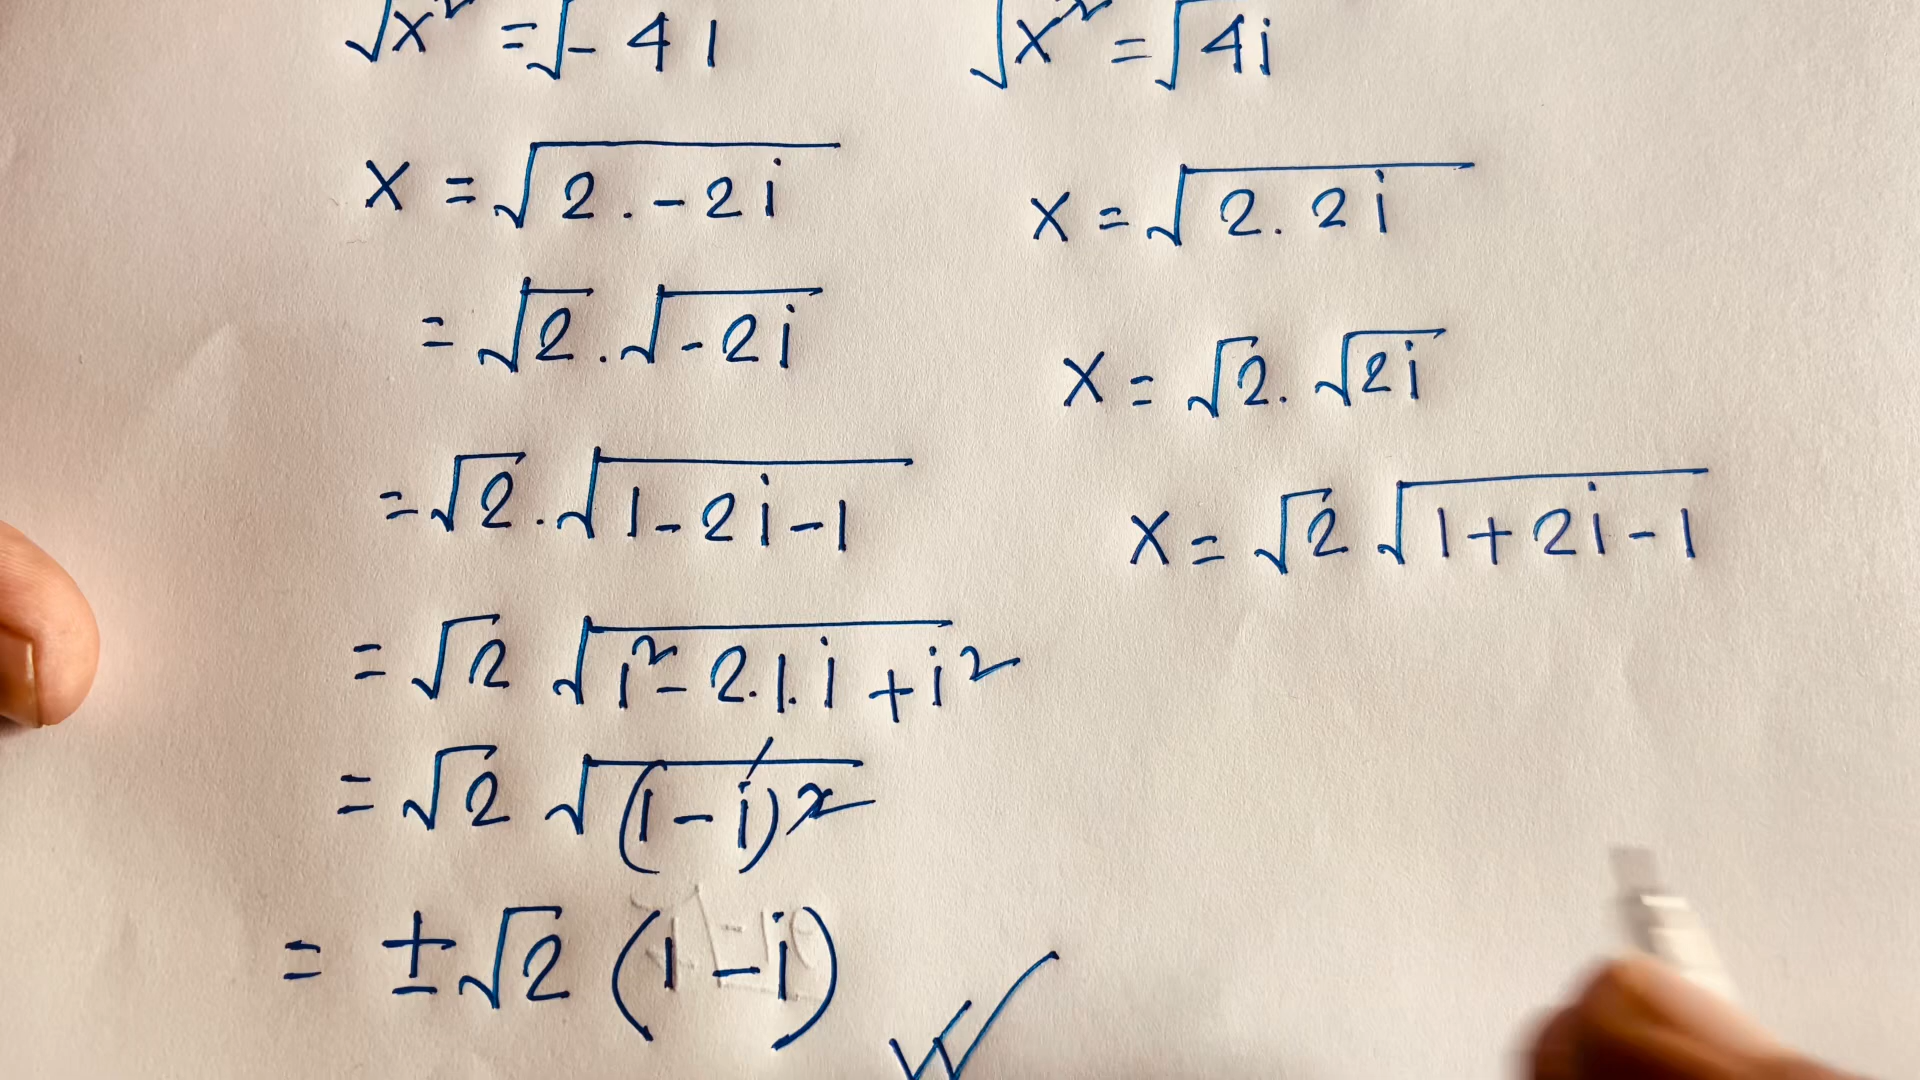 √x² = √-4i
x = √2.-2i
= √2.√-2i
= √2.√1-2i-1
= √2 √1²-2.1.i+i²
= √2 √(1-i)²
= ±√2 (1-i)
√x² = √4i
x = √2.2i
x = √2.√2i
x = √2 √1+2i-1